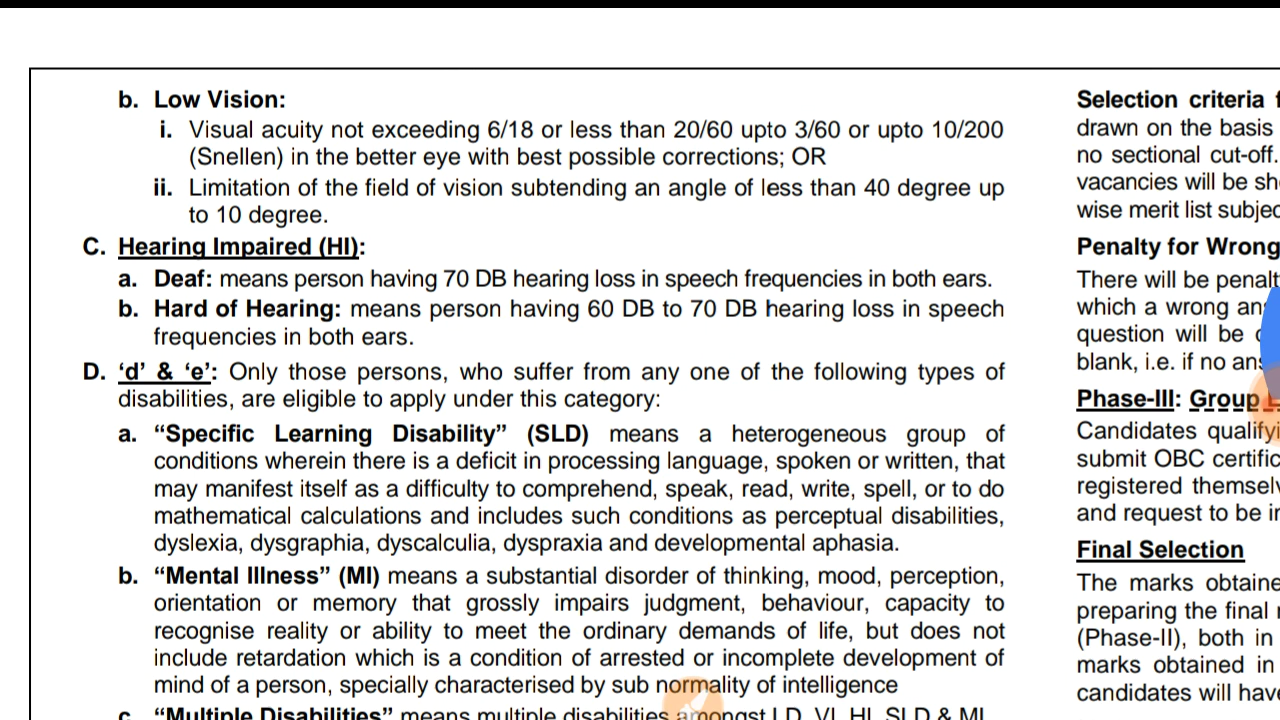 b. Low Vision:
i. Visual acuity not exceeding 6/18 or less than 20/60 upto 3/60 or upto 10/200
(Snellen) in the better eye with best possible corrections; OR
ii. Limitation of the field of vision subtending an angle of less than 40 degree up
to 10 degree.
C. Hearing Impaired (HI):
a. Deaf: means person having 70 DB hearing loss in speech frequencies in both ears.
b. Hard of Hearing: means person having 60 DB to 70 DB hearing loss in speech
frequencies in both ears.
D. ‘d’ & ‘e’: Only those persons, who suffer from any one of the following types of
disabilities, are eligible to apply under this category:
a. “Specific Learning Disability” (SLD) means a heterogeneous group of
conditions wherein there is a deficit in processing language, spoken or written, that
may manifest itself as a difficulty to comprehend, speak, read, write, spell, or to do
mathematical calculations and includes such conditions as perceptual disabilities,
dyslexia, dysgraphia, dyscalculia, dyspraxia and developmental aphasia.
b. “Mental Illness” (MI) means a substantial disorder of thinking, mood, perception,
orientation or memory that grossly impairs judgment, behaviour, capacity to
recognise reality or ability to meet the ordinary demands of life, but does not
include retardation which is a condition of arrested or incomplete development of
mind of a person, specially characterised by sub normality of intelligence
c. “Multiple Disabilities” means multiple disabilities amongst LD, VI, HI, SLD & MI
Selection criteria
drawn on the basis
no sectional cut-off.
vacancies will be
wise merit list
Penalty for Wrong
There will be
which a wrong
question will be
blank, i.e. if no
Phase-III: Group
Candidates
submit OBC
registered
and request to be
Final Selection
The marks
preparing the final
(Phase-II), both in
marks obtained in
candidates will